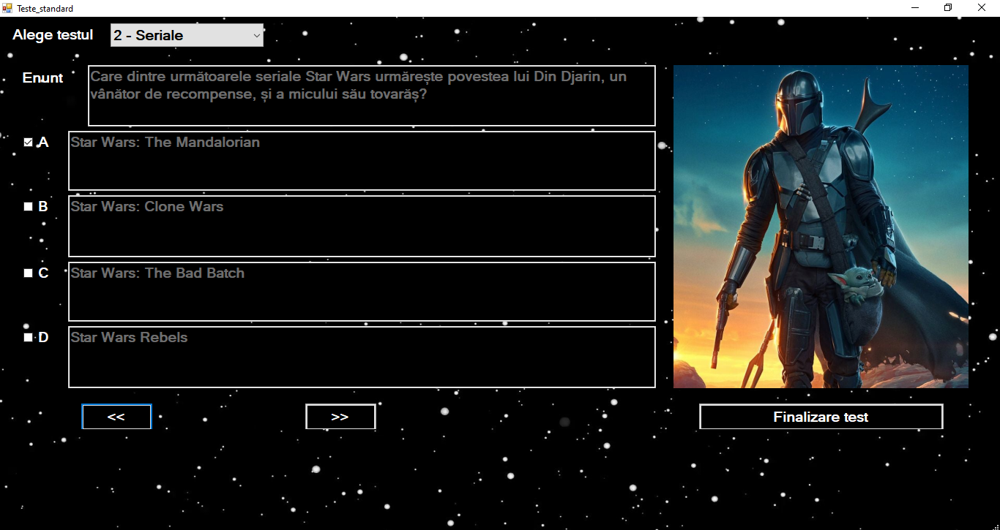 Teste_standard
Alege testul
2 - Seriale
Enunt
Care dintre următoarele seriale Star Wars urmărește povestea lui Din Djarin, un
vânător de recompense, și a micului său tovarăș?
A
Star Wars: The Mandalorian
B
Star Wars: Clone Wars
C
Star Wars: The Bad Batch
D
Star Wars Rebels
<<
>>
Finalizare test